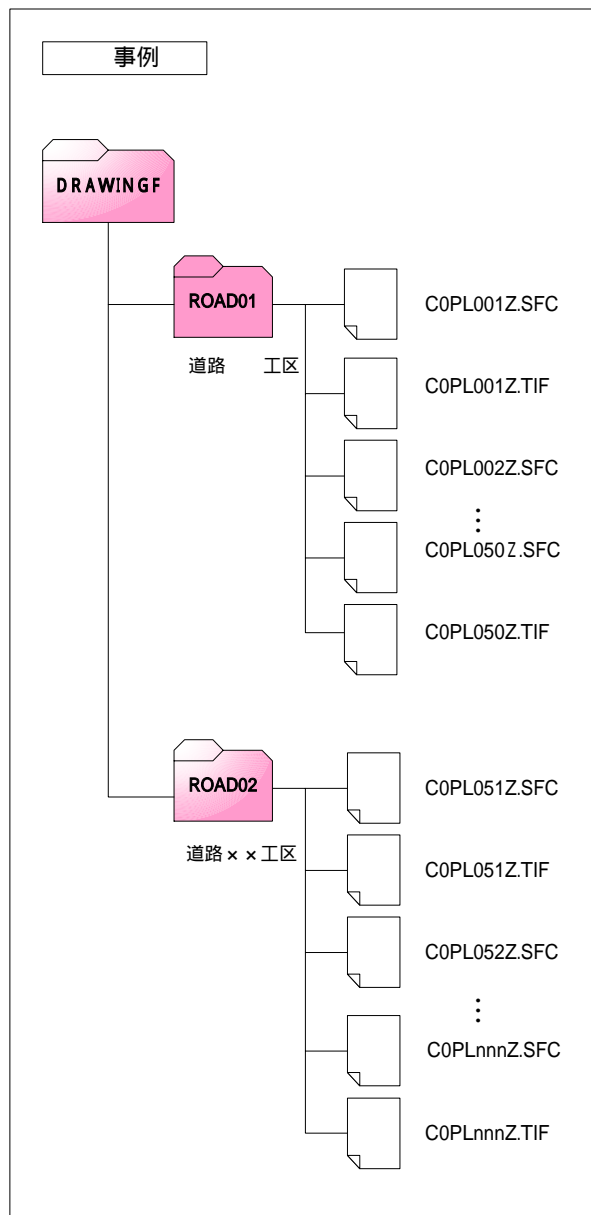 事例
DRAWINGF
ROAD01
道路　　工区
C0PL001Z.SFC
C0PL001Z.TIF
C0PL002Z.SFC
⋮
C0PL050Z.SFC
C0PL050Z.TIF
ROAD02
道路××工区
C0PL051Z.SFC
C0PL051Z.TIF
C0PL052Z.SFC
⋮
C0PLnnnZ.SFC
C0PLnnnZ.TIF